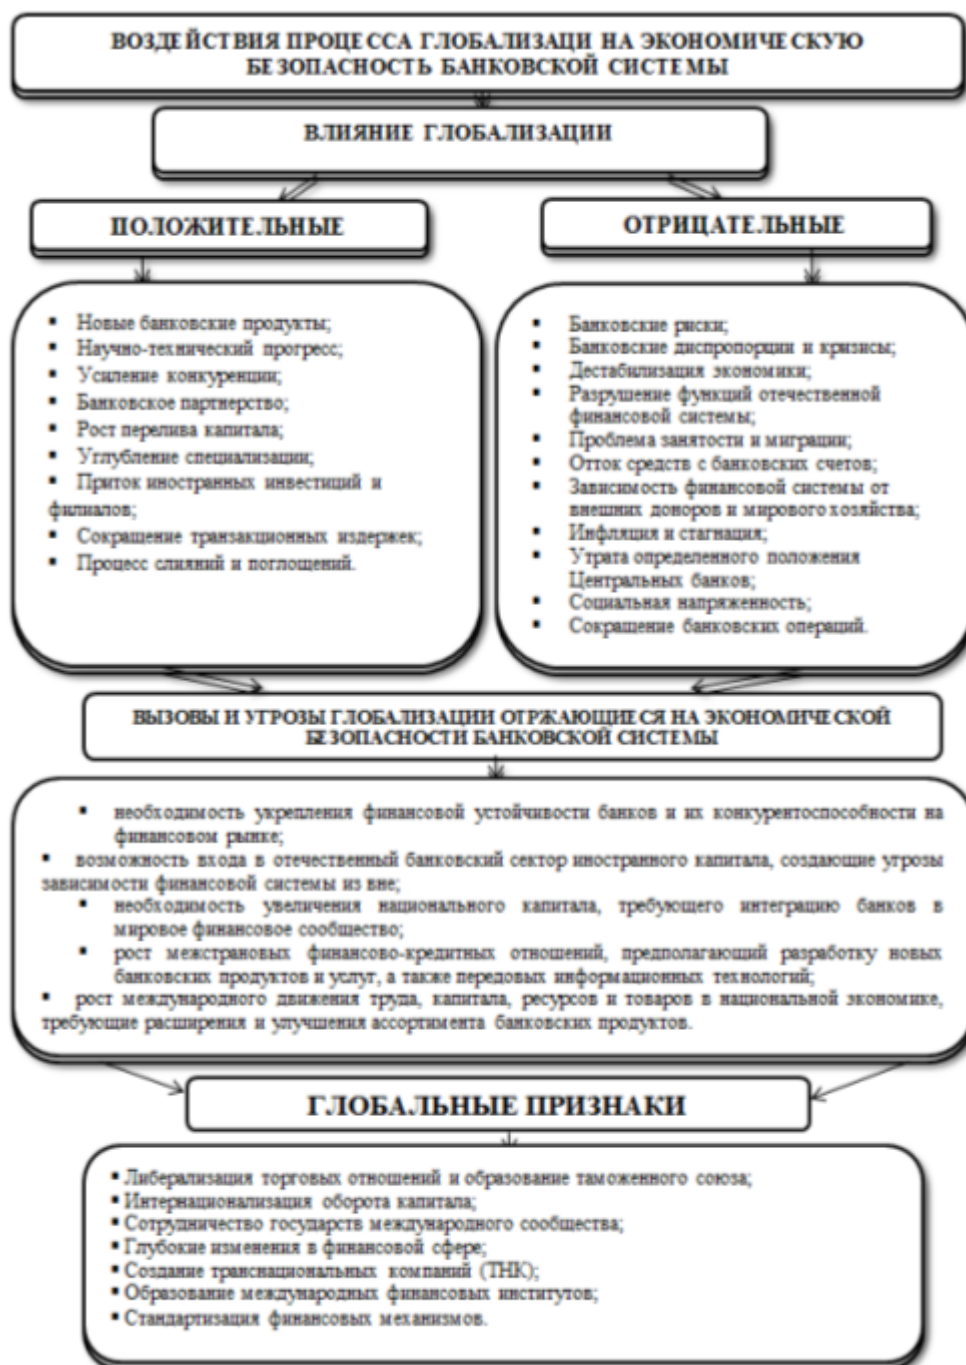 ВОЗДЕЙСТВИЯ ПРОЦЕССА ГЛОБАЛИЗАЦИ НА ЭКОНОМИЧЕСКУЮ
БЕЗОПАСНОСТЬ БАНКОВСКОЙ СИСТЕМЫ
ВЛИЯНИЕ ГЛОБАЛИЗАЦИИ
ПОЛОЖИТЕЛЬНЫЕ
▪ Новые банковские продукты;
▪ Научно-технический прогресс;
▪ Усиление конкуренции;
▪ Банковское партнерство;
▪ Рост перелива капитала;
▪ Углубление специализации;
▪ Приток иностранных инвестиций и
филиалов;
▪ Сокращение транзакционных издержек;
▪ Процесс слияний и поглощений.
ОТРИЦАТЕЛЬНЫЕ
▪ Банковские риски;
▪ Банковские диспропорции и кризисы;
▪ Дестабилизация экономики;
▪ Разрушение функций отечественной
финансовой системы;
▪ Проблема занятости и миграции;
▪ Отток средств с банковских счетов;
▪ Зависимость финансовой системы от
внешних доноров и мирового хозяйства;
▪ Инфляция и стагнация;
▪ Утрата определенного положения
Центральных банков;
▪ Социальная напряженность;
▪ Сокращение банковских операций.
ВЫЗОВЫ И УГРОЗЫ ГЛОБАЛИЗАЦИИ ОТРЖАЮЩИЕСЯ НА ЭКОНОМИЧЕСКОЙ
БЕЗОПАСНОСТИ БАНКОВСКОЙ СИСТЕМЫ
▪ необходимость укрепления финансовой устойчивости банков и их конкурентоспособности на
финансовом рынке;
▪ возможность входа в отечественный банковский сектор иностранного капитала, создающие угрозы
зависимости финансовой системы из вне;
▪ необходимость увеличения национального капитала, требующего интеграцию банков в
мировое финансовое сообщество;
▪ рост межстрановых финансово-кредитных отношений, предполагающий разработку новых
банковских продуктов и услуг, а также передовых информационных технологий;
▪ рост международного движения труда, капитала, ресурсов и товаров в национальной экономике,
требующие расширения и улучшения ассортимента банковских продуктов.
ГЛОБАЛЬНЫЕ ПРИЗНАКИ
▪ Либерализация торговых отношений и образование таможенного союза;
▪ Интернационализация оборота капитала;
▪ Сотрудничество государств международного сообщества;
▪ Глубокие изменения в финансовой сфере;
▪ Создание транснациональных компаний (ТНК);
▪ Образование международных финансовых институтов;
▪ Стандартизация финансовых механизмов.